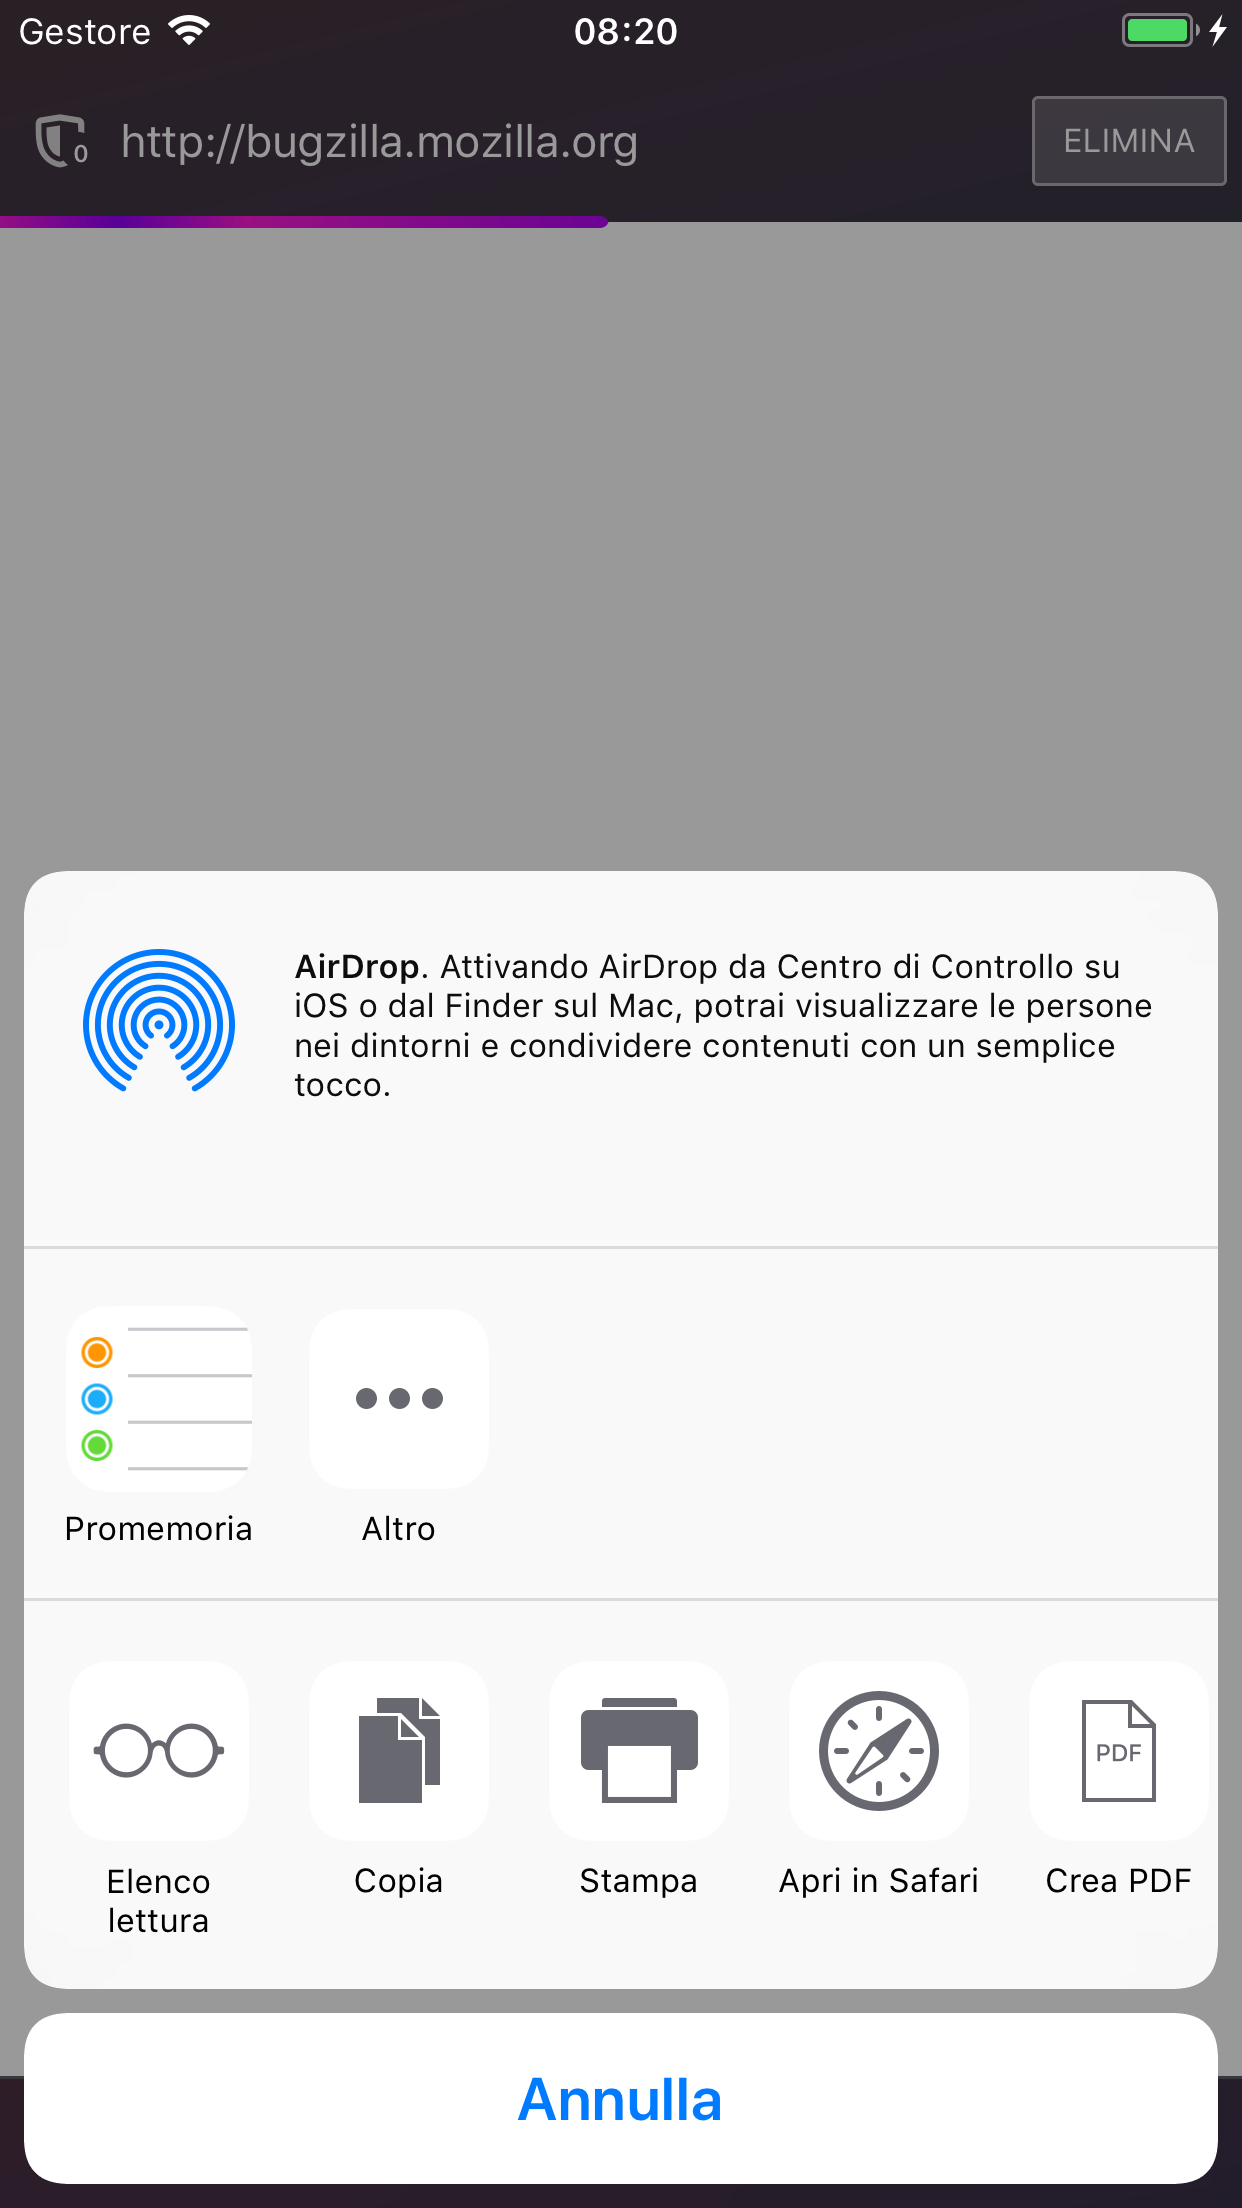 Gestore
08:20
0
http://bugzilla.mozilla.org
ELIMINA
AirDrop. Attivando AirDrop da Centro di Controllo su
iOS o dal Finder sul Mac, potrai visualizzare le persone
nei dintorni e condividere contenuti con un semplice
tocco.
Promemoria
Altro
PDF
Elenco
lettura
Copia
Stampa
Apri in Safari
Crea PDF
Annulla